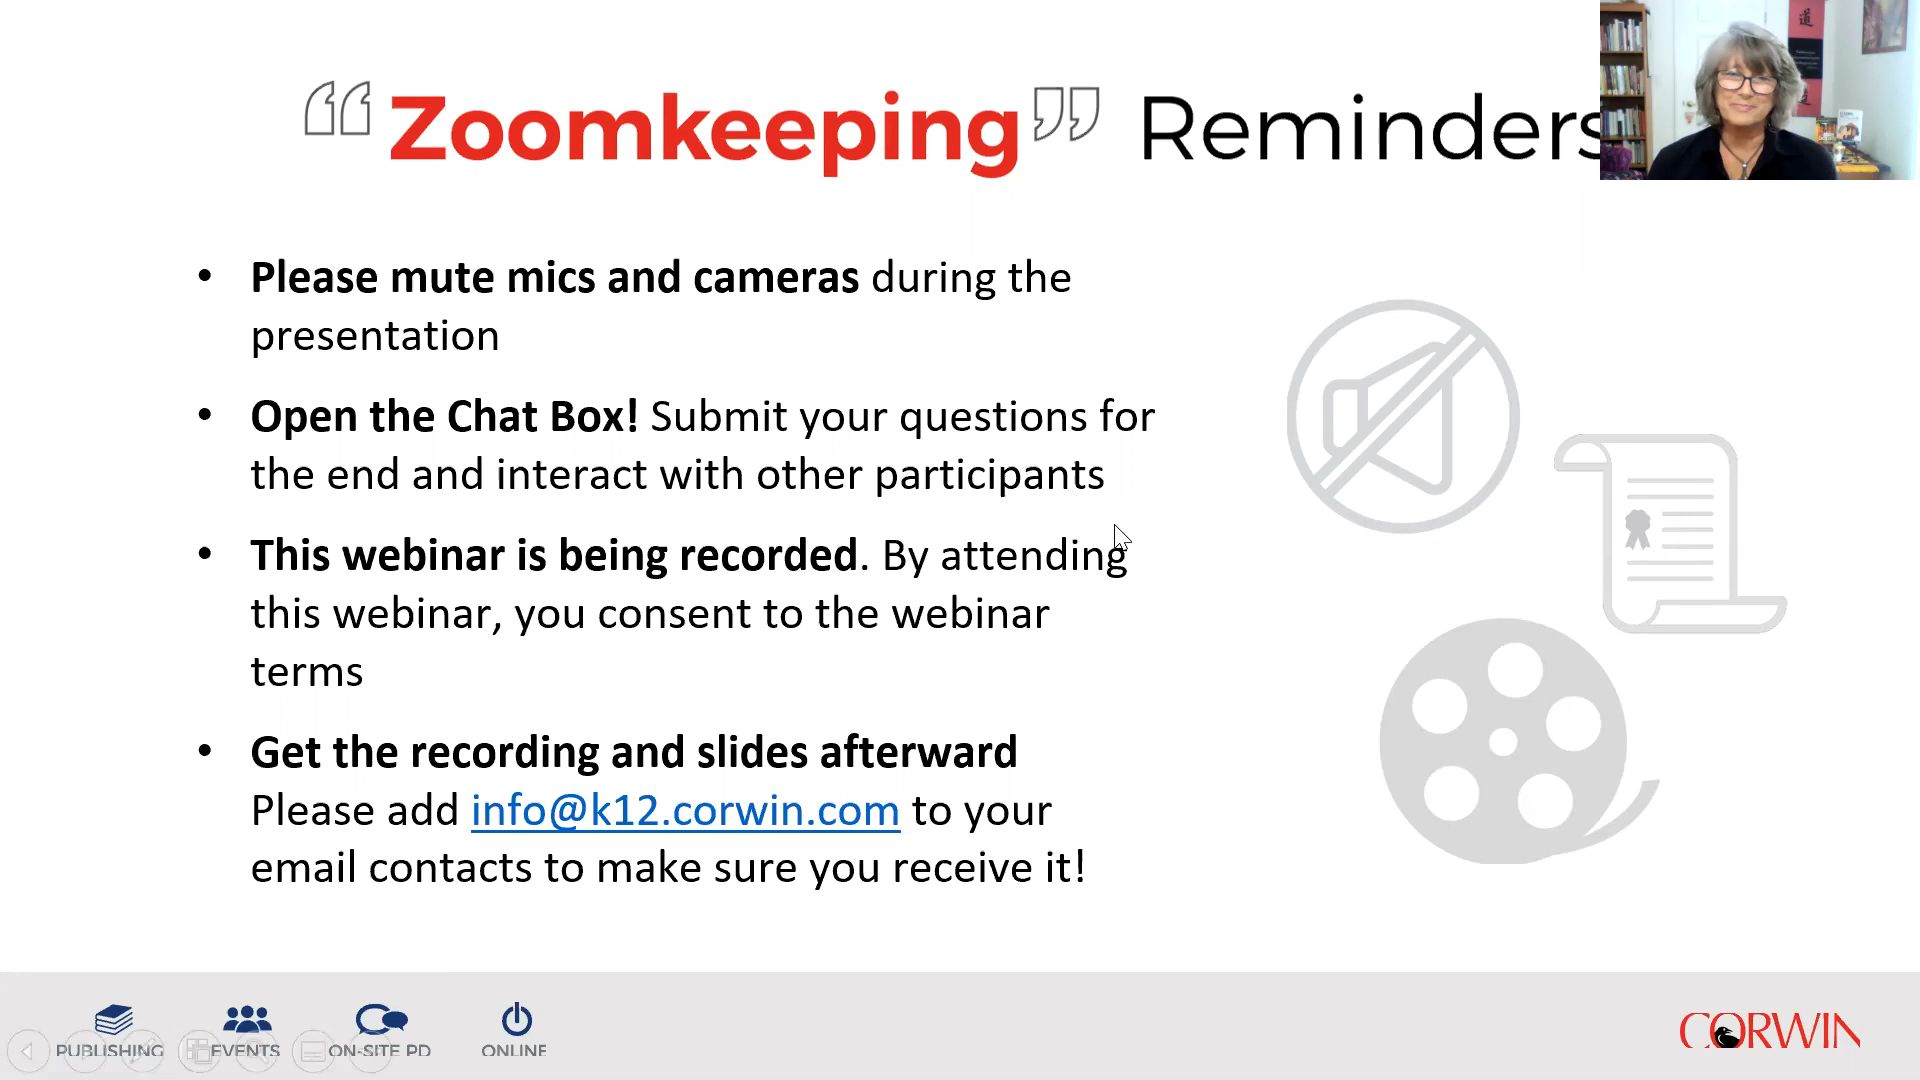 “Zoomkeeping” Reminders
• Please mute mics and cameras during the
presentation
• Open the Chat Box! Submit your questions for
the end and interact with other participants
• This webinar is being recorded. By attending
this webinar, you consent to the webinar
terms
• Get the recording and slides afterward
Please add info@k12.corwin.com to your
email contacts to make sure you receive it!
PUBLISHING EVENTS ON-SITE PD ONLINE
CORWIN
道